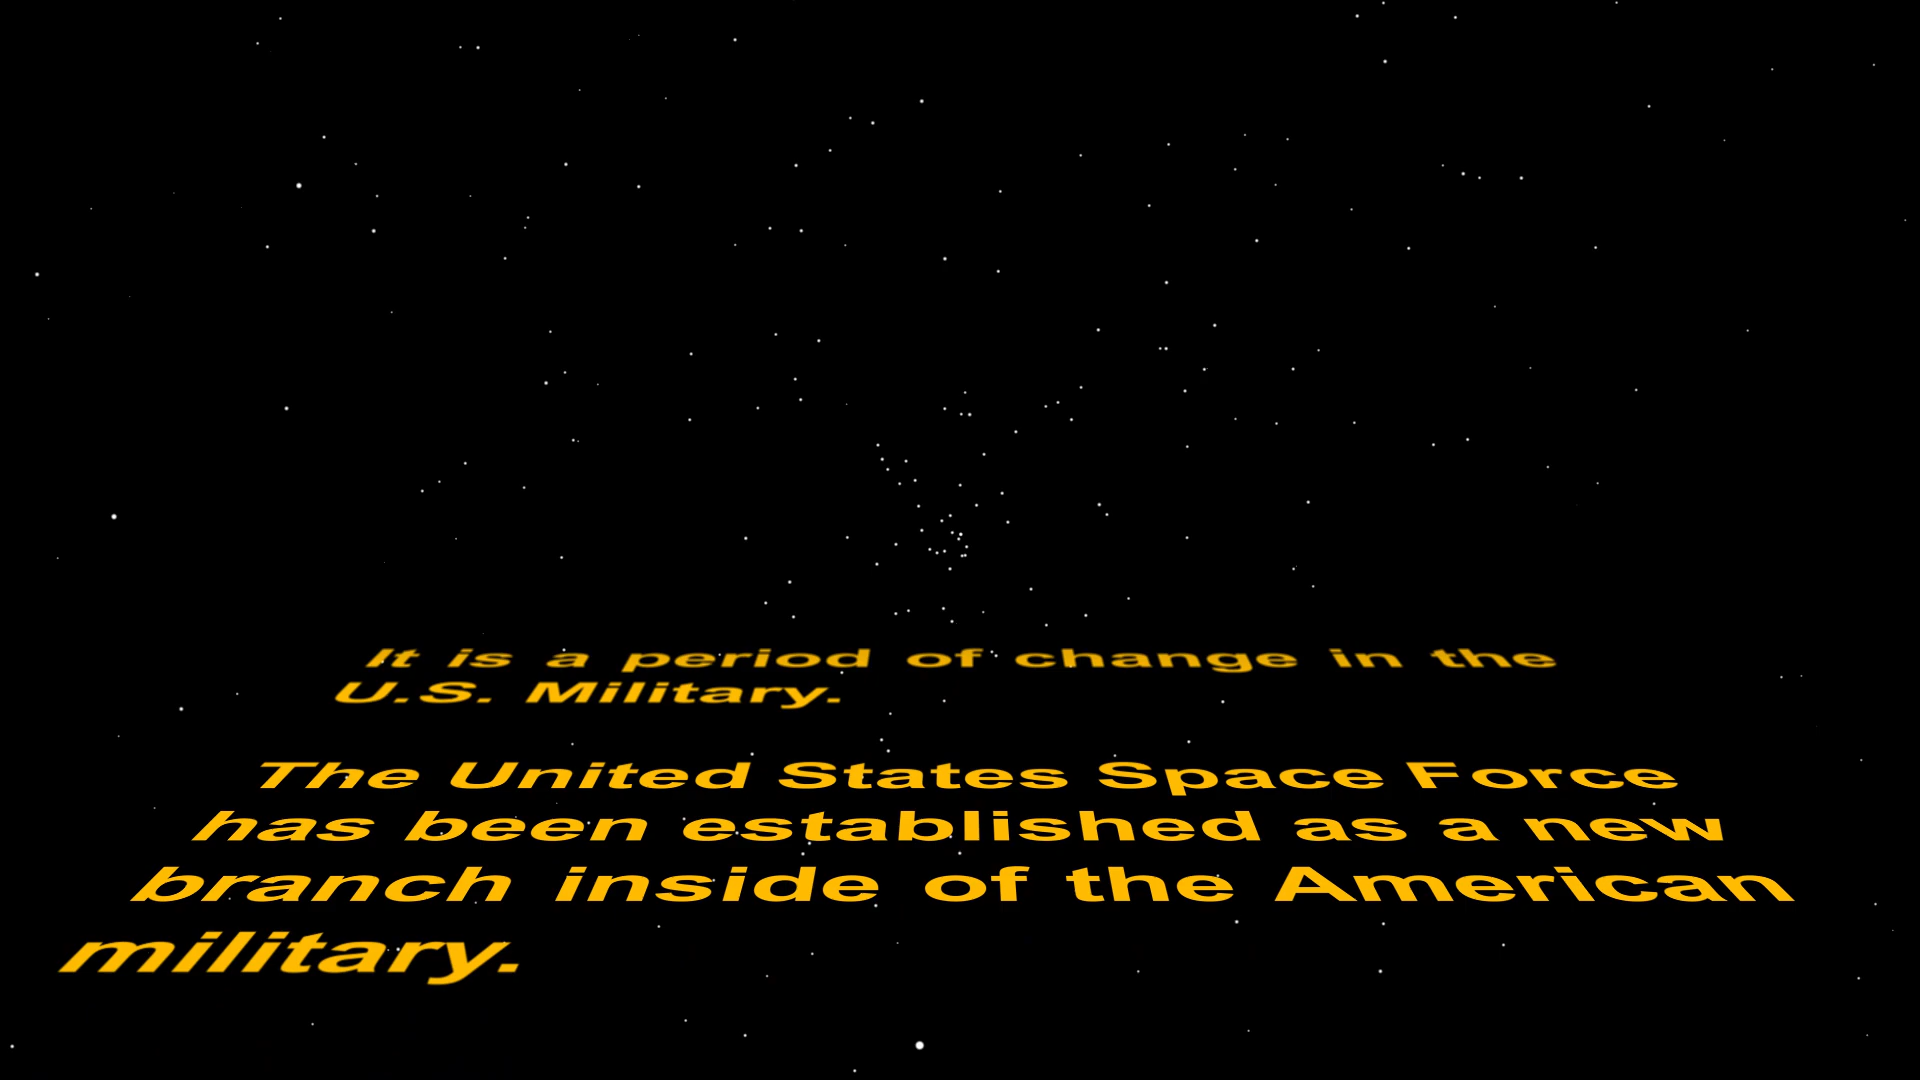 It is a period of change in the
U.S. Military.
The United States Space Force
has been established as a new
branch inside of the American
military.